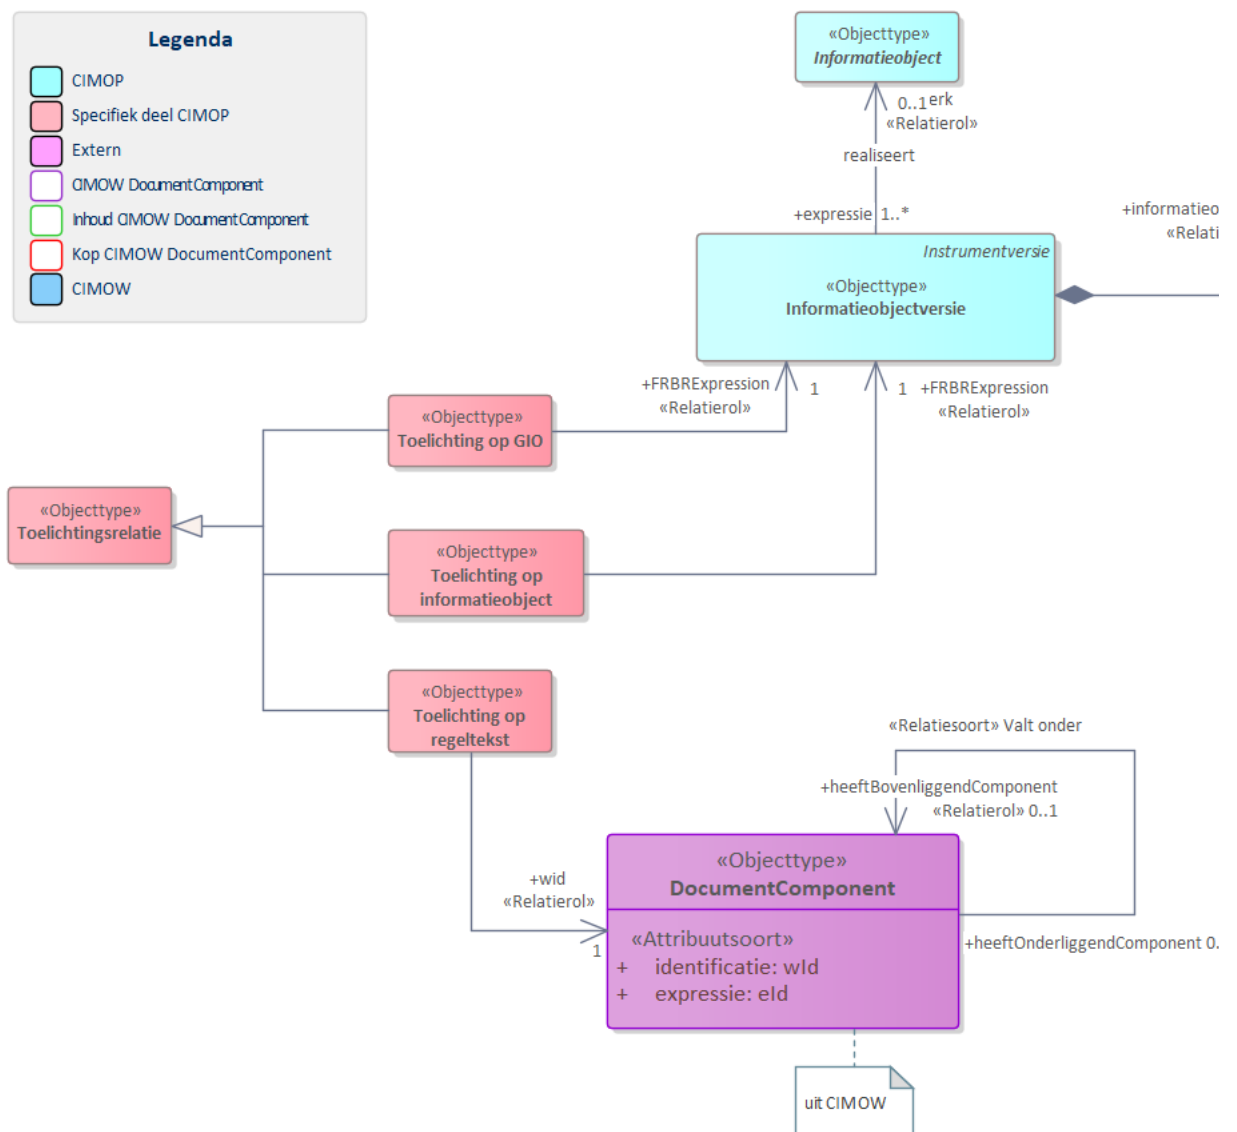 Legenda
CIMOP
Specifiek deel CIMOP
Extern
CIMOW DocumentComponent
Inhoud CIMOW DocumentComponent
Kop CIMOW DocumentComponent
CIMOW
«Objecttype»
Informatieobject
0..1 erk
«Relatierol»
realiseert
+expressie 1..*
+informatieo
«Relati
Instrumentversie
«Objecttype»
Informatieobjectversie
+FRBRExpression 1
«Relatierol»
1 +FRBRExpression
«Relatierol»
«Objecttype»
Toelichting op GIO
«Objecttype»
Toelichtingsrelatie
«Objecttype»
Toelichting op
informatieobject
«Objecttype»
Toelichting op
regeltekst
«Relatiesoort» Valt onder
+heeftBovenliggendComponent
«Relatierol» 0..1
+wid
«Relatierol»
1
«Objecttype»
DocumentComponent
«Attribuutsoort»
+ identificatie: wId
+ expressie: eId
+heeftOnderliggendComponent 0.
uit CIMOW